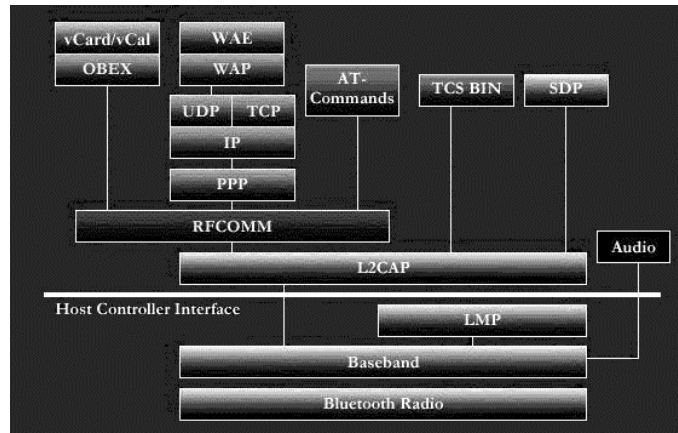 vCard/vCal
OBEX
WAE
WAP
UDP TCP
IP
PPP
AT-
Commands
TCS BIN
SDP
RFCOMM
L2CAP
Audio
Host Controller Interface
LMP
Baseband
Bluetooth Radio